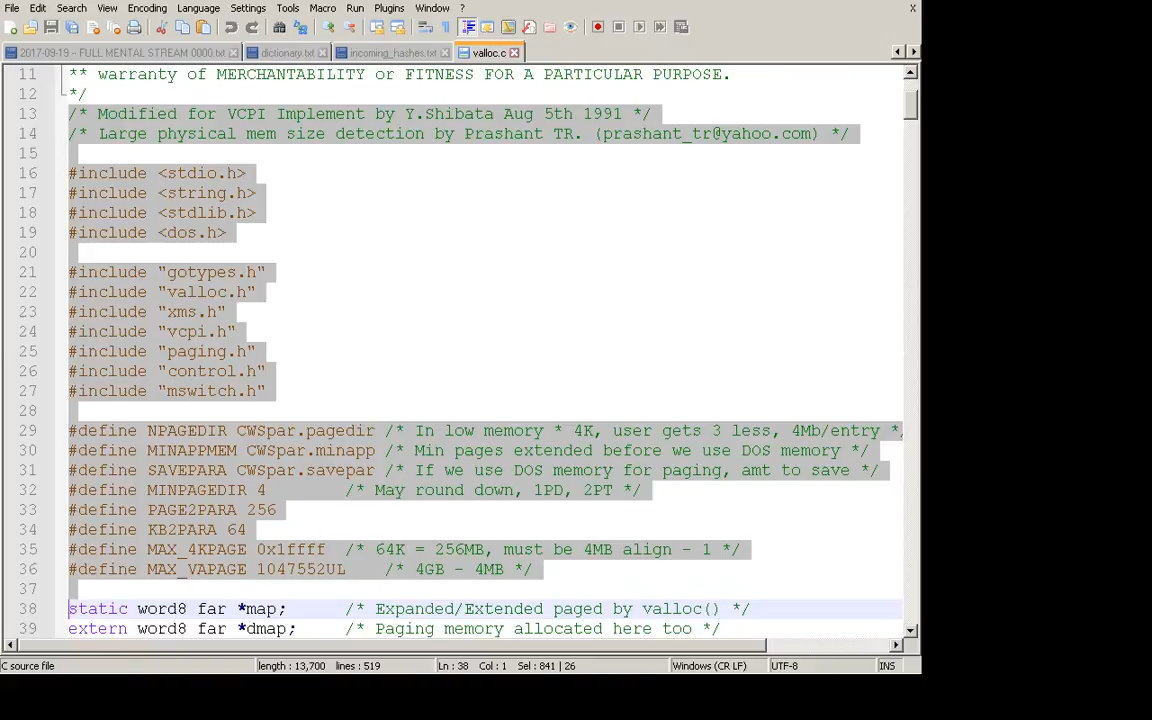 File Edit Search View Encoding Language Settings Tools Macro Run Plugins Window ? X
2017-09-19 – FULL MENTAL STREAM 0000.txt dictionary.txt incoming_hashes.txt valloc.c
11 ** warranty of MERCHANTABILITY or FITNESS FOR A PARTICULAR PURPOSE.
12 */
13 /* Modified for VCPI Implement by Y.Shibata Aug 5th 1991 */
14 /* Large physical mem size detection by Prashant TR. (prashant_tr@yahoo.com) */
15
16 #include <stdio.h>
17 #include <string.h>
18 #include <stdlib.h>
19 #include <dos.h>
20
21 #include "gotypes.h"
22 #include "valloc.h"
23 #include "xms.h"
24 #include "vcpi.h"
25 #include "paging.h"
26 #include "control.h"
27 #include "mswitch.h"
28
29 #define NPAGEDIR CWSpar.pagedir /* In low memory * 4K, user gets 3 less, 4Mb/entry */
30 #define MINAPPMEM CWSpar.minapp /* Min pages extended before we use DOS memory */
31 #define SAVEPARA CWSpar.savepar /* If we use DOS memory for paging, amt to save */
32 #define MINPAGEDIR 4 /* May round down, 1PD, 2PT */
33 #define PAGE2PARA 256
34 #define KB2PARA 64
35 #define MAX_4KPAGE 0x1ffff /* 64K = 256MB, must be 4MB align - 1 */
36 #define MAX_VAPAGE 1047552UL /* 4GB - 4MB */
37
38 static word8 far *map; /* Expanded/Extended paged by valloc() */
39 extern word8 far *dmap; /* Paging memory allocated here too */
C source file length : 13,700 lines : 519 Ln : 38 Col : 1 Sel : 841 | 26 Windows (CR LF) UTF-8 INS